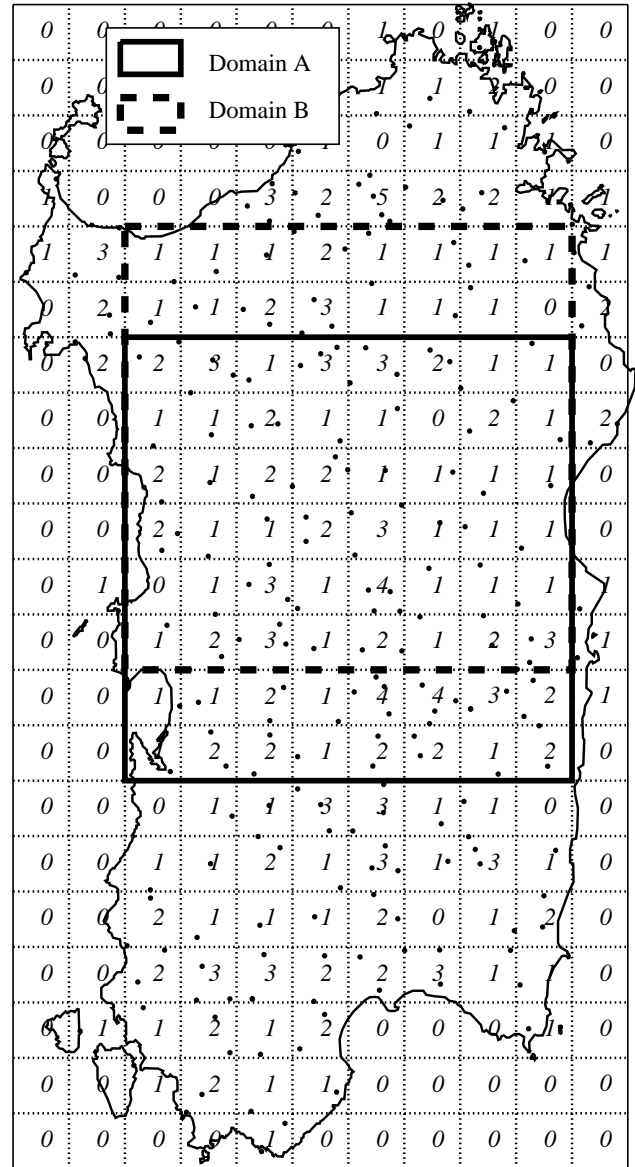 0 0 0 0 0 0 1 0 1 0 0
Domain A
0 0 1 1 2 0 0
Domain B
0 0 0 0 0 1 0 1 1 1 0
1 0 0 0 3 2 5 2 2 1 1
1 3 1 1 1 2 1 1 1 1 1
0 2 1 1 2 3 1 1 1 0 2
0 2 2 3 1 3 3 2 1 1 0
0 0 1 1 2 1 1 0 2 1 2
0 0 2 1 2 2 1 1 1 1 0
0 0 2 1 1 2 3 1 1 1 0
0 1 0 1 3 1 4 1 1 1 1
0 0 1 2 3 1 2 1 2 3 1
0 0 1 1 2 1 4 4 3 2 1
0 0 2 2 1 2 2 1 2 0
0 0 0 1 1 3 3 1 1 0 0
0 0 1 1 2 1 3 1 3 1 0
0 0 2 1 1 1 2 0 1 2 0
0 0 2 3 3 2 2 3 1 1 0
0 1 1 2 1 2 0 0 0 1 0
0 0 1 2 1 1 0 0 0 0 0
0 0 0 0 1 0 0 0 0 0 0